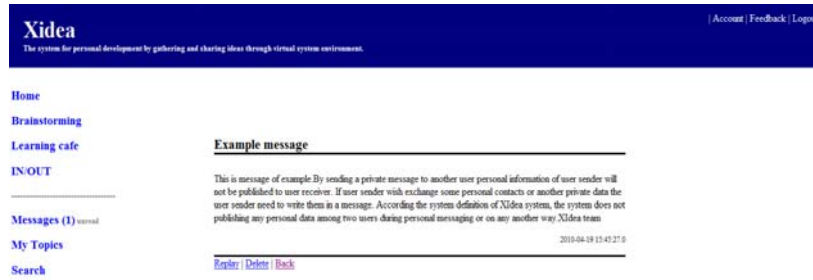 Xidea
The system for personal development by gathering and sharing ideas through virtual system environment.
| Account | Feedback | Logou
Home
Brainstorming
Learning cafe
IN/OUT
Messages (1) unread
My Topics
Search
Example message
This is message of example.By sending a private message to another user personal information of user sender will
not be published to user receiver. If user sender wish exchange some personal contacts or another private data the
user sender need to write them in a message. According the system definition of XIdea system, the system does not
publishing any personal data among two users during personal messaging or on any another way.XIdea team
2010-04-19 15:45:27.0
Replay | Delete | Back